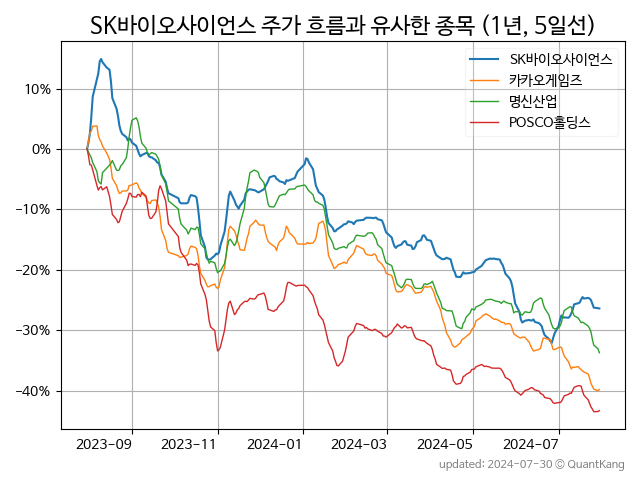 SK바이오사이언스 주가 흐름과 유사한 종목 (1년, 5일선)
SK바이오사이언스
카카오게임즈
명신산업
POSCO홀딩스
10%
0%
−10%
−20%
−30%
−40%
2023-09
2023-11
2024-01
2024-03
2024-05
2024-07
updated: 2024-07-30 © QuantKang